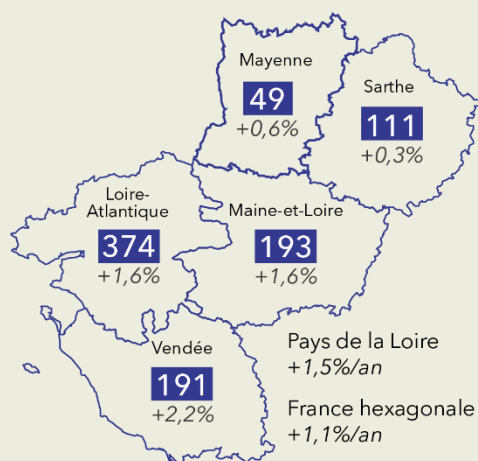 Mayenne
49
+0,6%
Sarthe
111
+0,3%
Loire-
Atlantique
374
+1,6%
Maine-et-Loire
193
+1,6%
Vendée
191
+2,2%
Pays de la Loire
+1,5%/an
France hexagonale
+1,1%/an